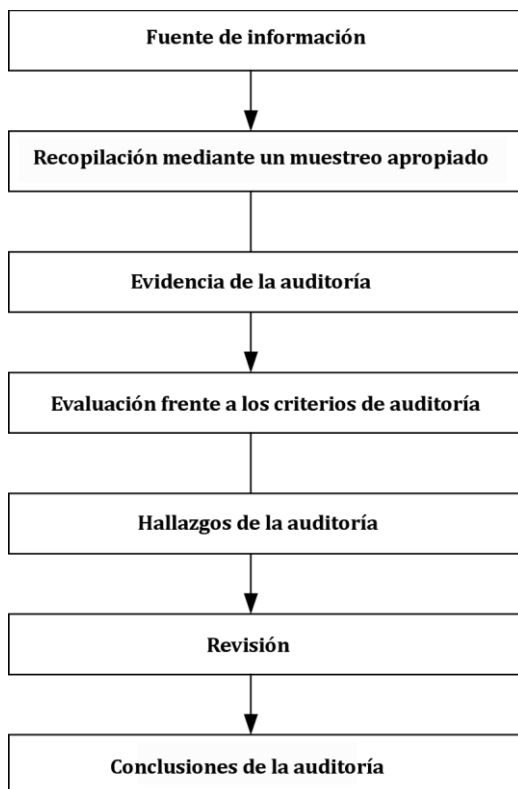 Fuente de información
Recopilación mediante un muestreo apropiado
Evidencia de la auditoría
Evaluación frente a los criterios de auditoría
Hallazgos de la auditoría
Revisión
Conclusiones de la auditoría